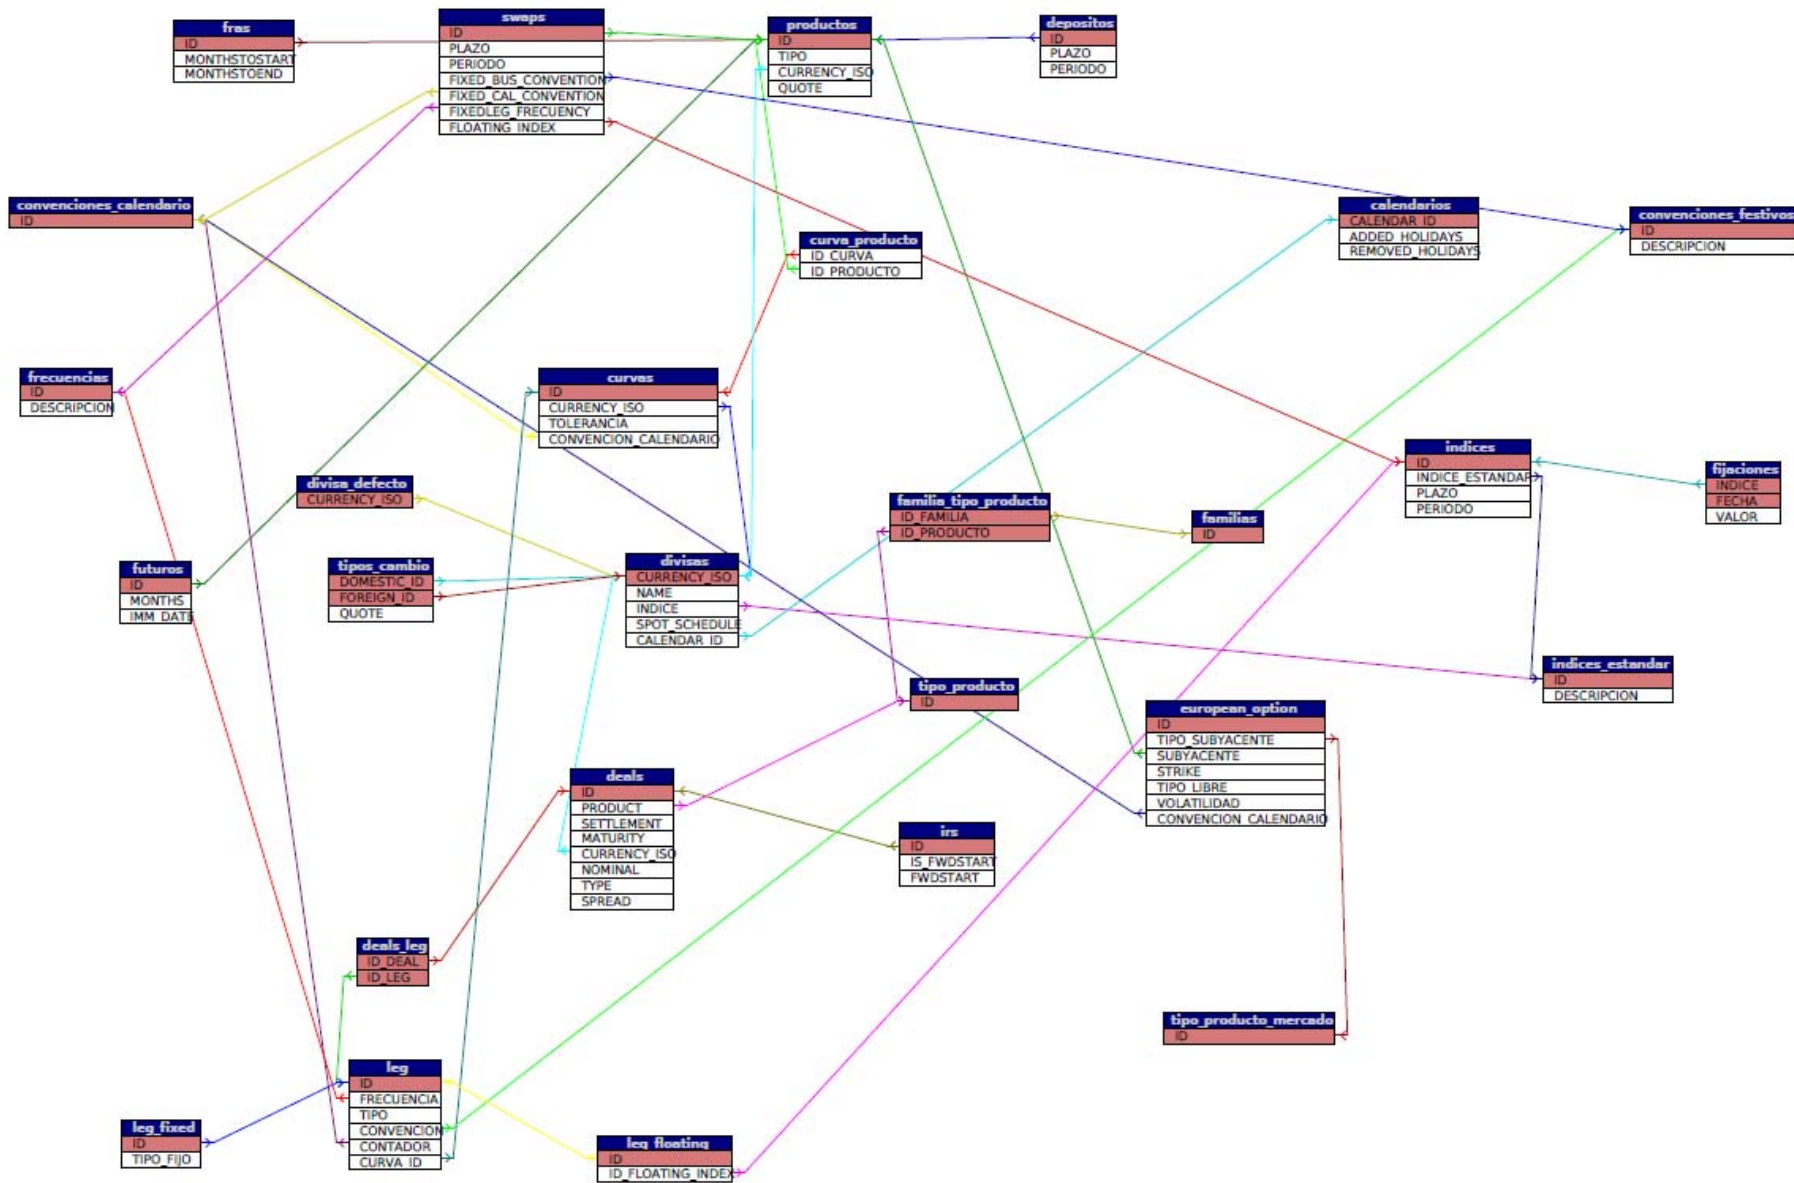 fras
ID
MONTHSTOSTART
MONTHSTOEND
swaps
ID
PLAZO
PERIODO
FIXED_BUS_CONVENTION
FIXED_CAL_CONVENTION
FIXEDLEG_FRECUENCY
FLOATING_INDEX
productos
ID
TIPO
CURRENCY_ISO
QUOTE
depositos
ID
PLAZO
PERIODO
convenciones_calendario
ID
curva_producto
ID_CURVA
ID_PRODUCTO
calendarios
CALENDAR_ID
ADDED_HOLIDAYS
REMOVED_HOLIDAYS
convenciones_festivos
ID
DESCRIPCION
frecuencias
ID
DESCRIPCION
curvas
ID
CURRENCY_ISO
TOLERANCIA
CONVENCION_CALENDARIO
divisa_defecto
CURRENCY_ISO
familia_tipo_producto
ID_FAMILIA
ID_PRODUCTO
familias
ID
indices
ID
INDICE_ESTANDAR
PLAZO
PERIODO
fijaciones
INDICE
FECHA
VALOR
futuros
ID
MONTHS
IMM_DATE
tipos_cambio
DOMESTIC_ID
FOREIGN_ID
QUOTE
divisas
CURRENCY_ISO
NAME
INDICE
SPOT_SCHEDULE
CALENDAR_ID
tipo_producto
ID
indices_estandar
ID
DESCRIPCION
european_option
ID
TIPO_SUBYACENTE
SUBYACENTE
STRIKE
TIPO_LIBRE
VOLATILIDAD
CONVENCION_CALENDARIO
deals
ID
PRODUCT
SETTLEMENT
MATURITY
CURRENCY_ISO
NOMINAL
TYPE
SPREAD
irs
ID
IS_FWDSTART
FWDSTART
deals_leg
ID_DEAL
ID_LEG
tipo_producto_mercado
ID
leg
ID
FRECUENCIA
TIPO
CONVENCION
CONTADOR
CURVA_ID
leg_fixed
ID
TIPO_FIJO
leg_floating
ID
ID_FLOATING_INDEX